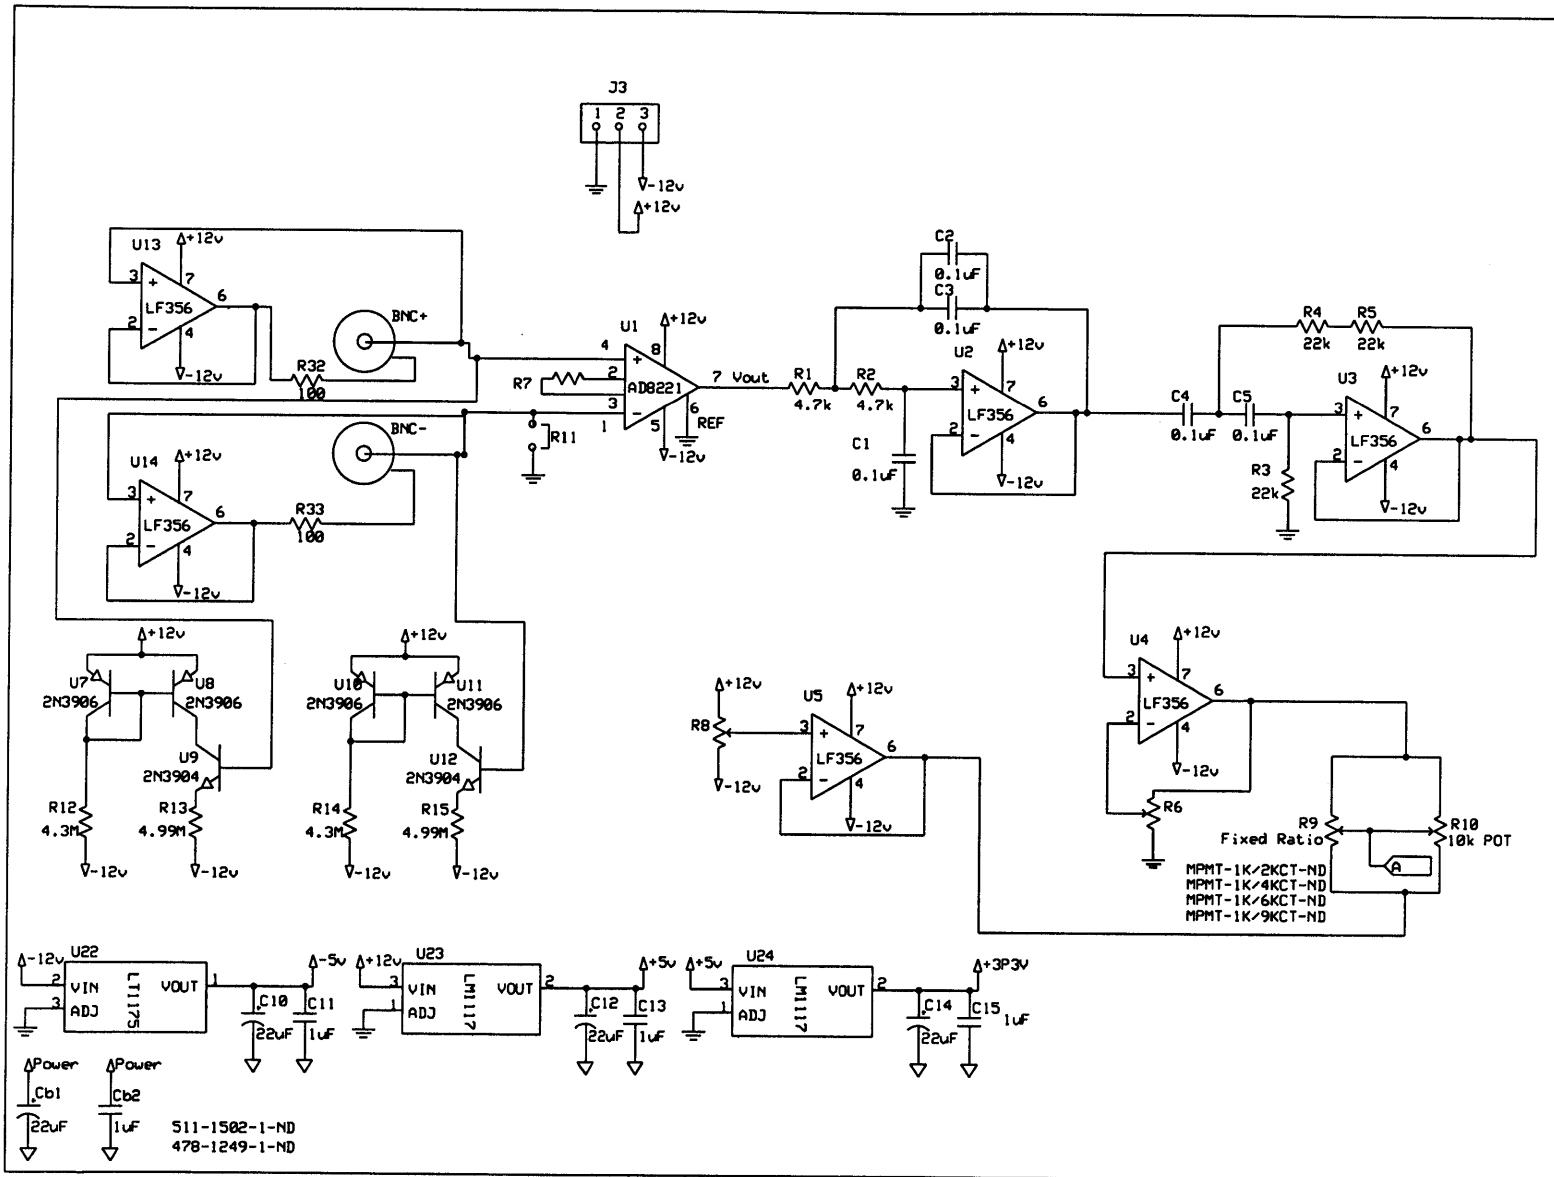 J3
1 2 3
-12v
+12v
U13
+12v
3
+
7
LF356
6
2
-
4
-12v
BNC+
R32
100
U14
+12v
3
+
7
LF356
6
2
-
4
-12v
BNC-
R33
100
U1
+12v
4
8
+
2
R7
AD8221
7 Vout
3
-
6
1
5
REF
-12v
R11
R1
4.7k
R2
4.7k
C2
0.1uF
C3
0.1uF
C1
0.1uF
U2
+12v
3
+
7
LF356
6
2
-
4
-12v
C4
0.1uF
C5
0.1uF
R4
22k
R5
22k
R3
22k
U3
+12v
3
+
7
LF356
6
2
-
4
-12v
+12v
U7
2N3906
U8
2N3906
U9
2N3904
R12
4.3M
R13
4.99M
-12v
-12v
+12v
U10
2N3906
U11
2N3906
U12
2N3904
R14
4.3M
R15
4.99M
-12v
-12v
+12v
R8
-12v
U5
+12v
3
+
7
LF356
6
2
-
4
-12v
U4
+12v
3
+
7
LF356
6
2
-
4
-12v
R6
R9
Fixed Ratio
R10
10k POT
A
MPMT-1K/2KCT-ND
MPMT-1K/4KCT-ND
MPMT-1K/6KCT-ND
MPMT-1K/9KCT-ND
-12v
U22
2
VIN
VOUT
1
3
ADJ
LT1175
-5v
C10
22uF
C11
1uF
+12v
U23
3
VIN
VOUT
2
1
ADJ
LM1117
+5v
C12
22uF
C13
1uF
+5v
U24
3
VIN
VOUT
2
1
ADJ
LM1117
+3P3V
C14
22uF
C15
1uF
Power
Cb1
22uF
Power
Cb2
1uF
511-1502-1-ND
478-1249-1-ND